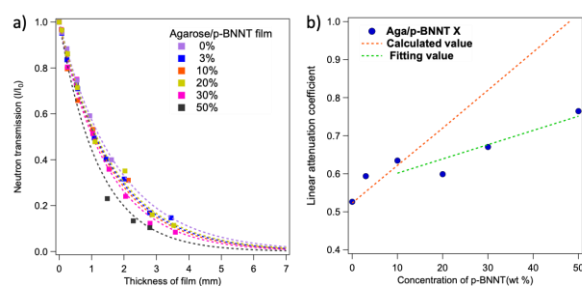 a)
Neutron transmission (I/I₀)
1.0
0.8
0.6
0.4
0.2
0.0
Agarose/p-BNNT film
0%
3%
10%
20%
30%
50%
0 1 2 3 4 5 6 7
Thickness of film (mm)
b)
Linear attenuation coefficient
1.0
0.9
0.8
0.7
0.6
0.5
0.4
Aga/p-BNNT X
Calculated value
Fitting value
0 10 20 30 40 50
Concentration of p-BNNT(wt %)